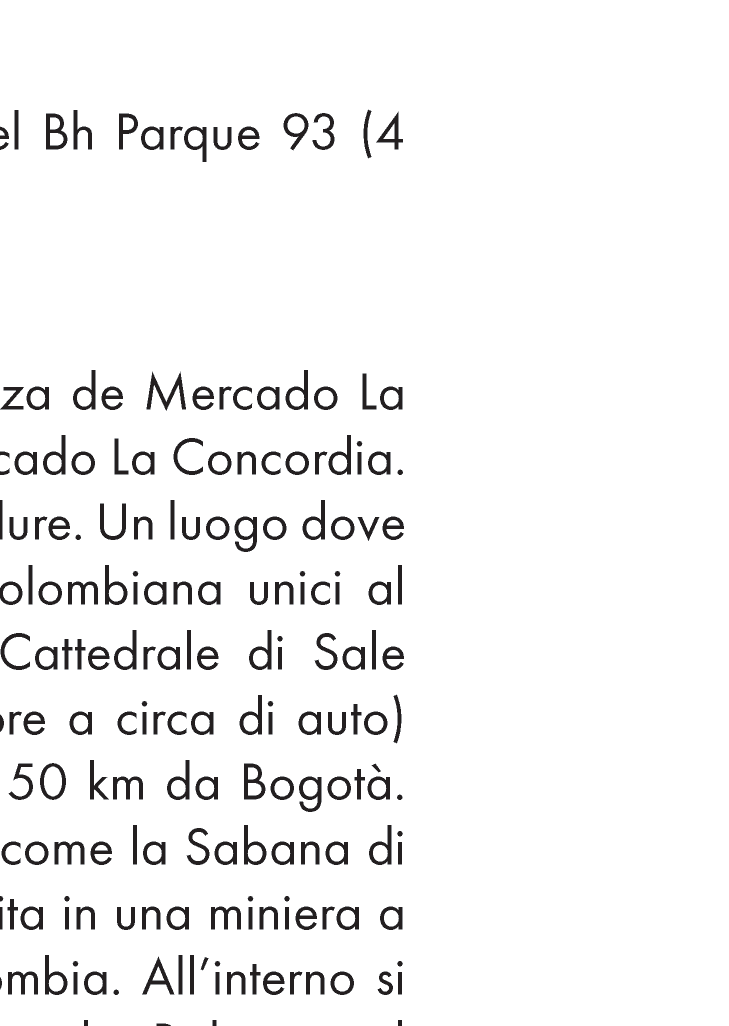 el Bh Parque 93 (4
za de Mercado La
cado La Concordia.
lure. Un luogo dove
olombiana unici al
Cattedrale di Sale
ore a circa di auto)
50 km da Bogotà.
come la Sabana di
ita in una miniera a
ombia. All’interno si